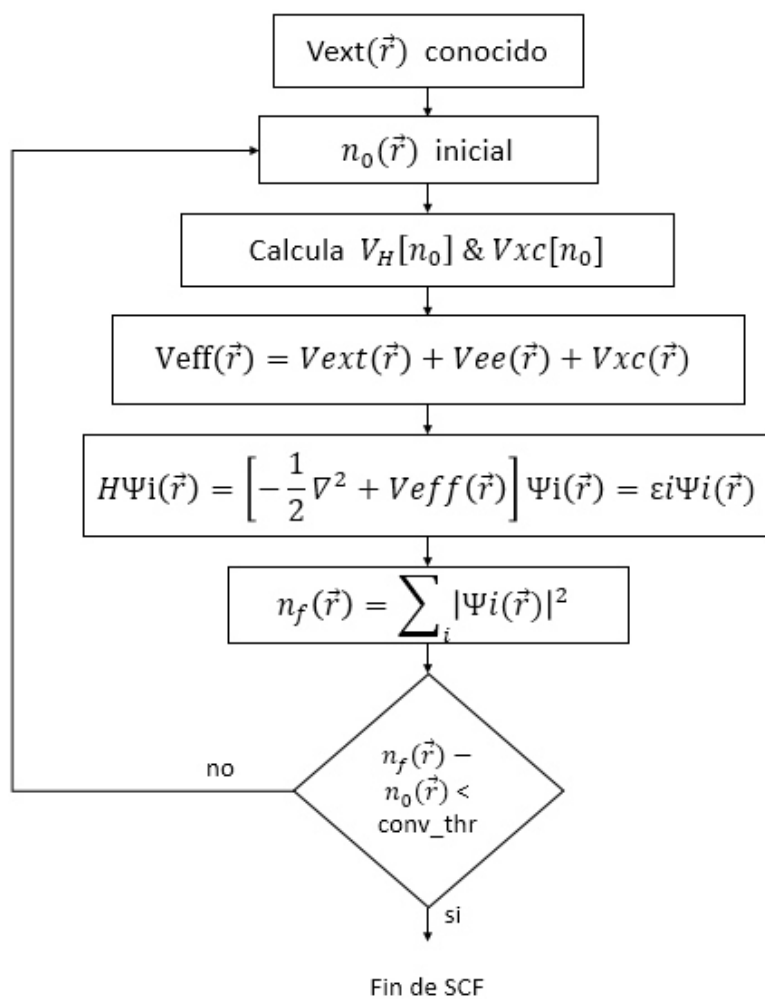 Vext(r⃗) conocido
n₀(r⃗) inicial
Calcula V_H[n₀] & Vxc[n₀]
Veff(r⃗) = Vext(r⃗) + Vee(r⃗) + Vxc(r⃗)
HΨi(r⃗) = [−1/2 ∇² + Veff(r⃗)] Ψi(r⃗) = εiΨi(r⃗)
n_f(r⃗) = ∑_i |Ψi(r⃗)|²
no
n_f(r⃗) −
n₀(r⃗) <
conv_thr
si
Fin de SCF